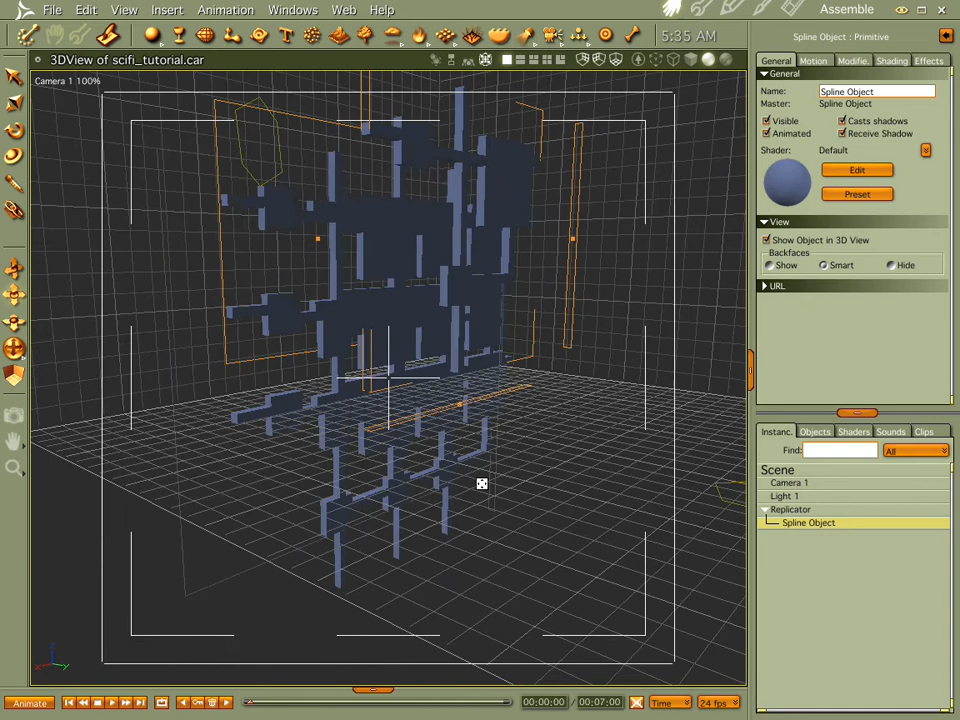 File Edit View Insert Animation Windows Web Help Assemble
5:35 AM
3DView of scifi_tutorial.car
Camera 1 100%
Spline Object : Primitive
General Motion Modifie. Shading Effects
General
Name: Spline Object
Master: Spline Object
Visible Casts shadows
Animated Receive Shadow
Shader: Default
Edit
Preset
View
Show Object in 3D View
Backfaces
Show Smart Hide
URL
Instanc. Objects Shaders Sounds Clips
Find: All
Scene
Camera 1
Light 1
Replicator
Spline Object
Animate 00:00:00 / 00:07:00 Time 24 fps